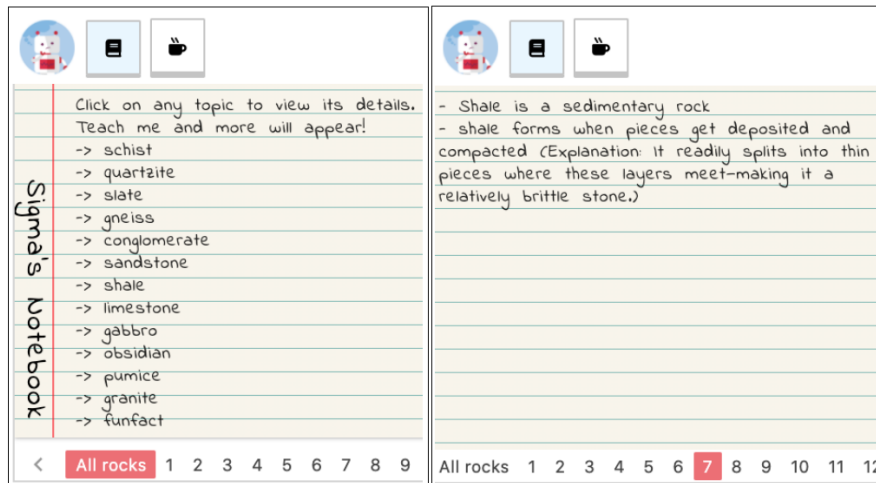 Click on any topic to view its details.
Teach me and more will appear!
-> schist
-> quartzite
-> slate
-> gneiss
-> conglomerate
-> sandstone
-> shale
-> limestone
-> gabbro
-> obsidian
-> pumice
-> granite
-> funfact
Sigma's Notebook
< All rocks 1 2 3 4 5 6 7 8 9
- Shale is a sedimentary rock
- shale forms when pieces get deposited and
compacted (Explanation: It readily splits into thin
pieces where these layers meet-making it a
relatively brittle stone.)
All rocks 1 2 3 4 5 6 7 8 9 10 11 12